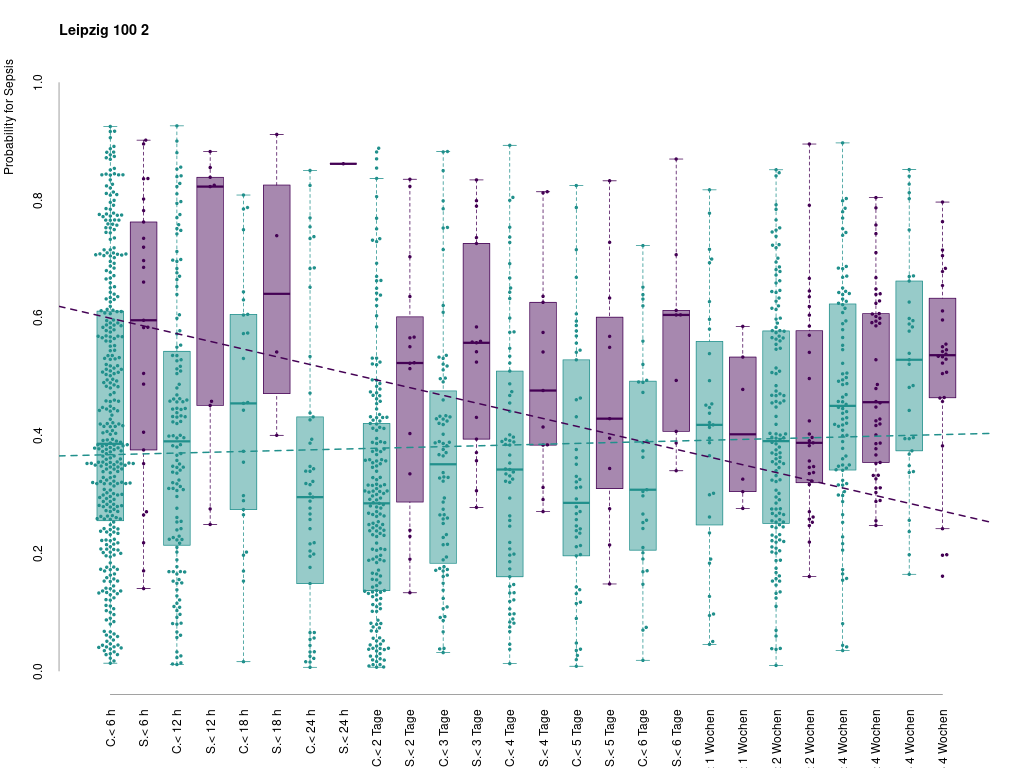 Leipzig 100 2
Probability for Sepsis
1.0
0.8
0.6
0.4
0.2
0.0
C.< 6 h
S.< 6 h
C.< 12 h
S.< 12 h
C.< 18 h
S.< 18 h
C.< 24 h
S.< 24 h
C.< 2 Tage
S.< 2 Tage
C.< 3 Tage
S.< 3 Tage
C.< 4 Tage
S.< 4 Tage
C.< 5 Tage
S.< 5 Tage
C.< 6 Tage
S.< 6 Tage
1 Wochen
1 Wochen
2 Wochen
2 Wochen
4 Wochen
4 Wochen
4 Wochen
4 Wochen